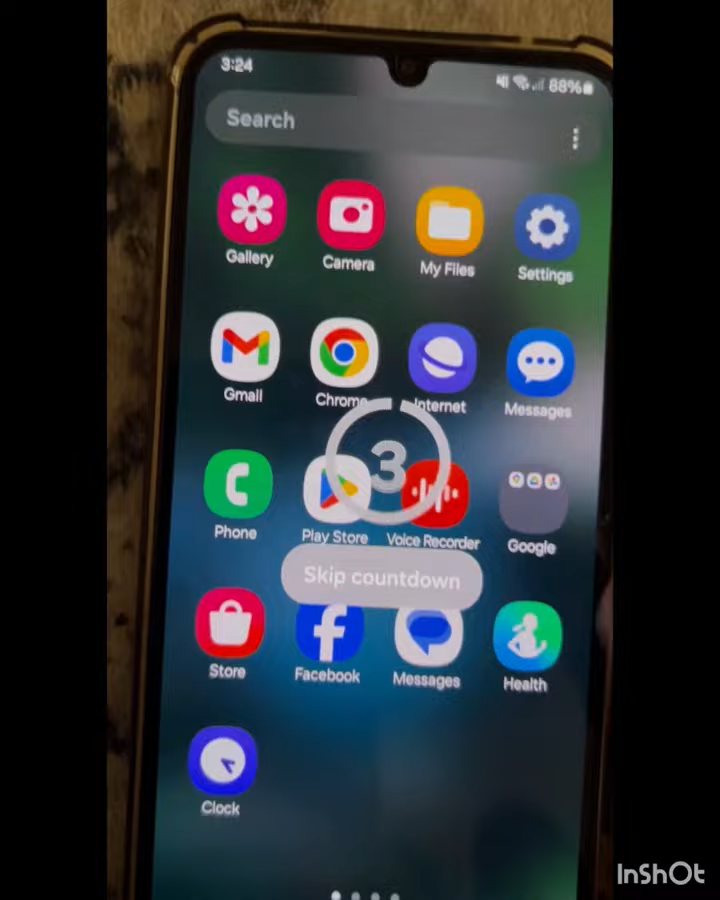 3:24
88%
Search
Gallery
Camera
My Files
Settings
Gmail
Chrome
Internet
Messages
3
Phone
Play Store
Voice Recorder
Google
Skip countdown
Store
Facebook
Messages
Health
Clock
InShOt